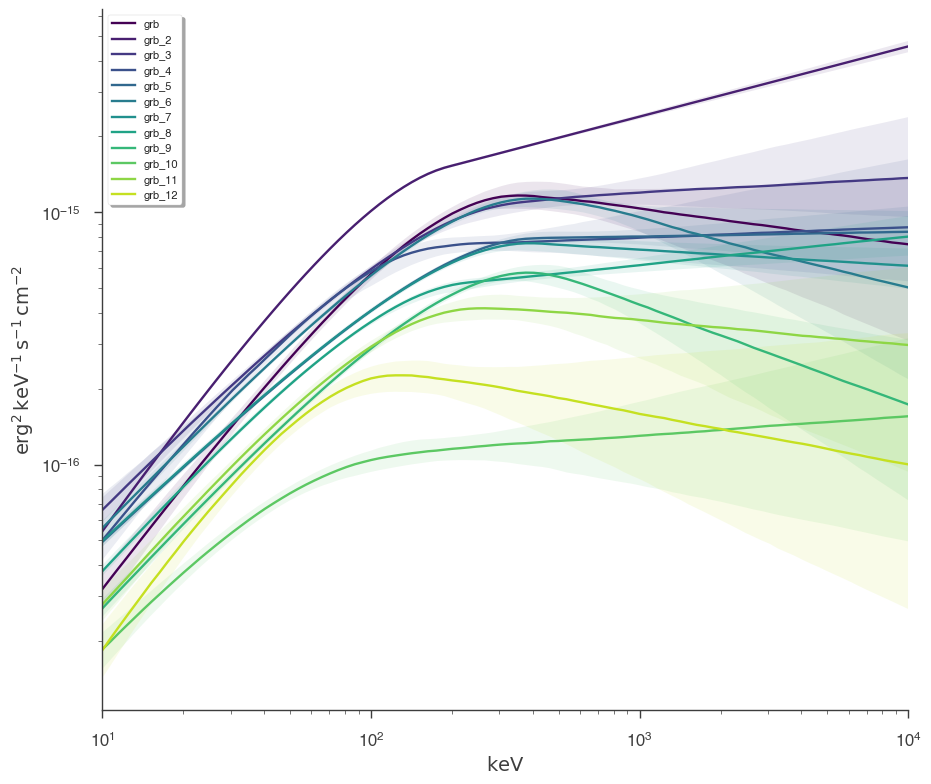 grb
grb_2
grb_3
grb_4
grb_5
grb_6
grb_7
grb_8
grb_9
grb_10
grb_11
grb_12
10⁻¹⁵
10⁻¹⁶
erg² keV⁻¹ s⁻¹ cm⁻²
10¹ 10² 10³ 10⁴
keV